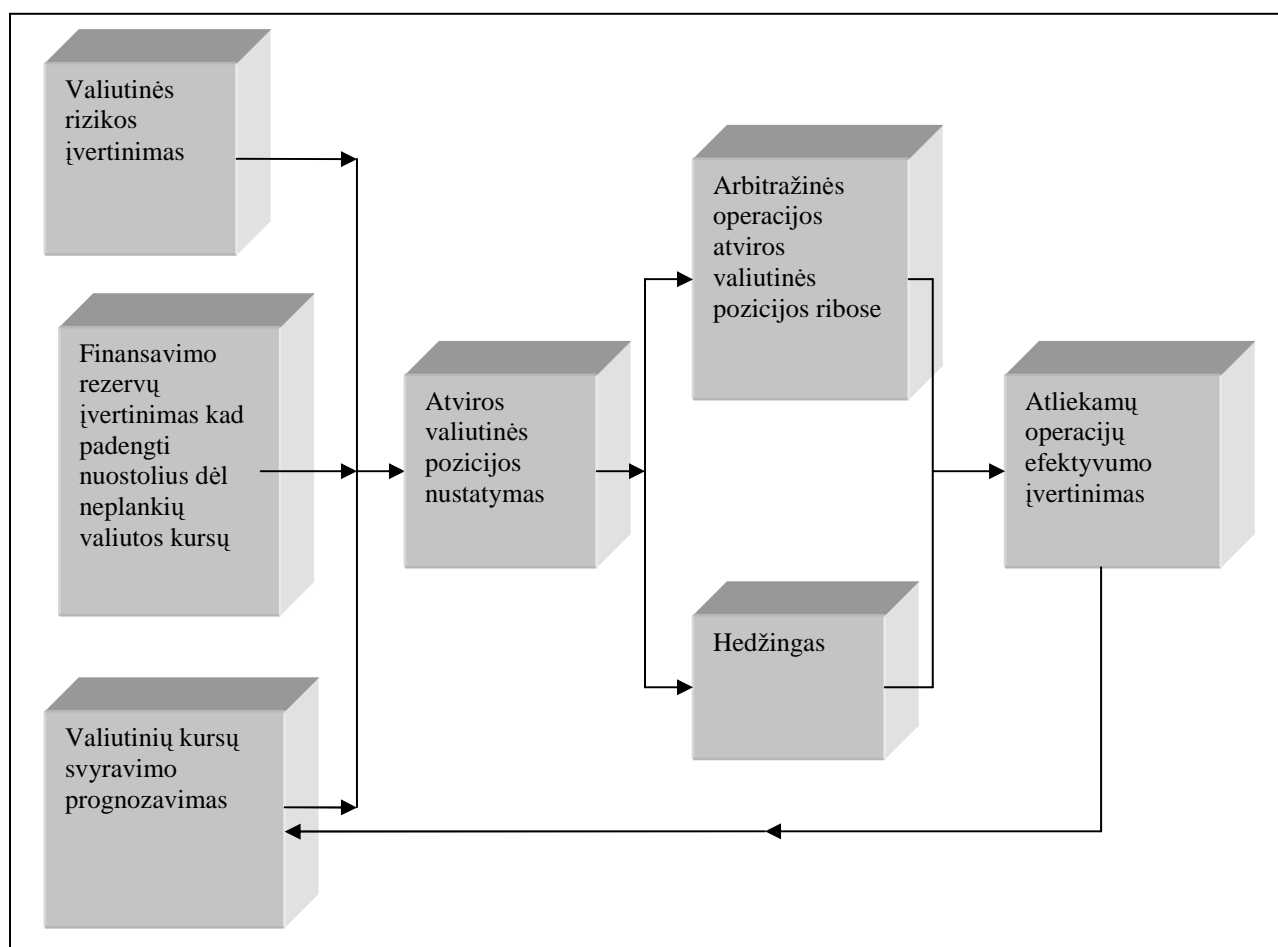 Valiutinės
rizikos
įvertinimas
Finansavimo
rezervų
įvertinimas kad
padengti
nuostolius dėl
neplankių
valiutos kursų
Valiutinių kursų
svyravimo
prognozavimas
Atviros
valiutinės
pozicijos
nustatymas
Arbitražinės
operacijos
atviros
valiutinės
pozicijos ribose
Hedžingas
Atliekamų
operacijų
efektyvumo
įvertinimas